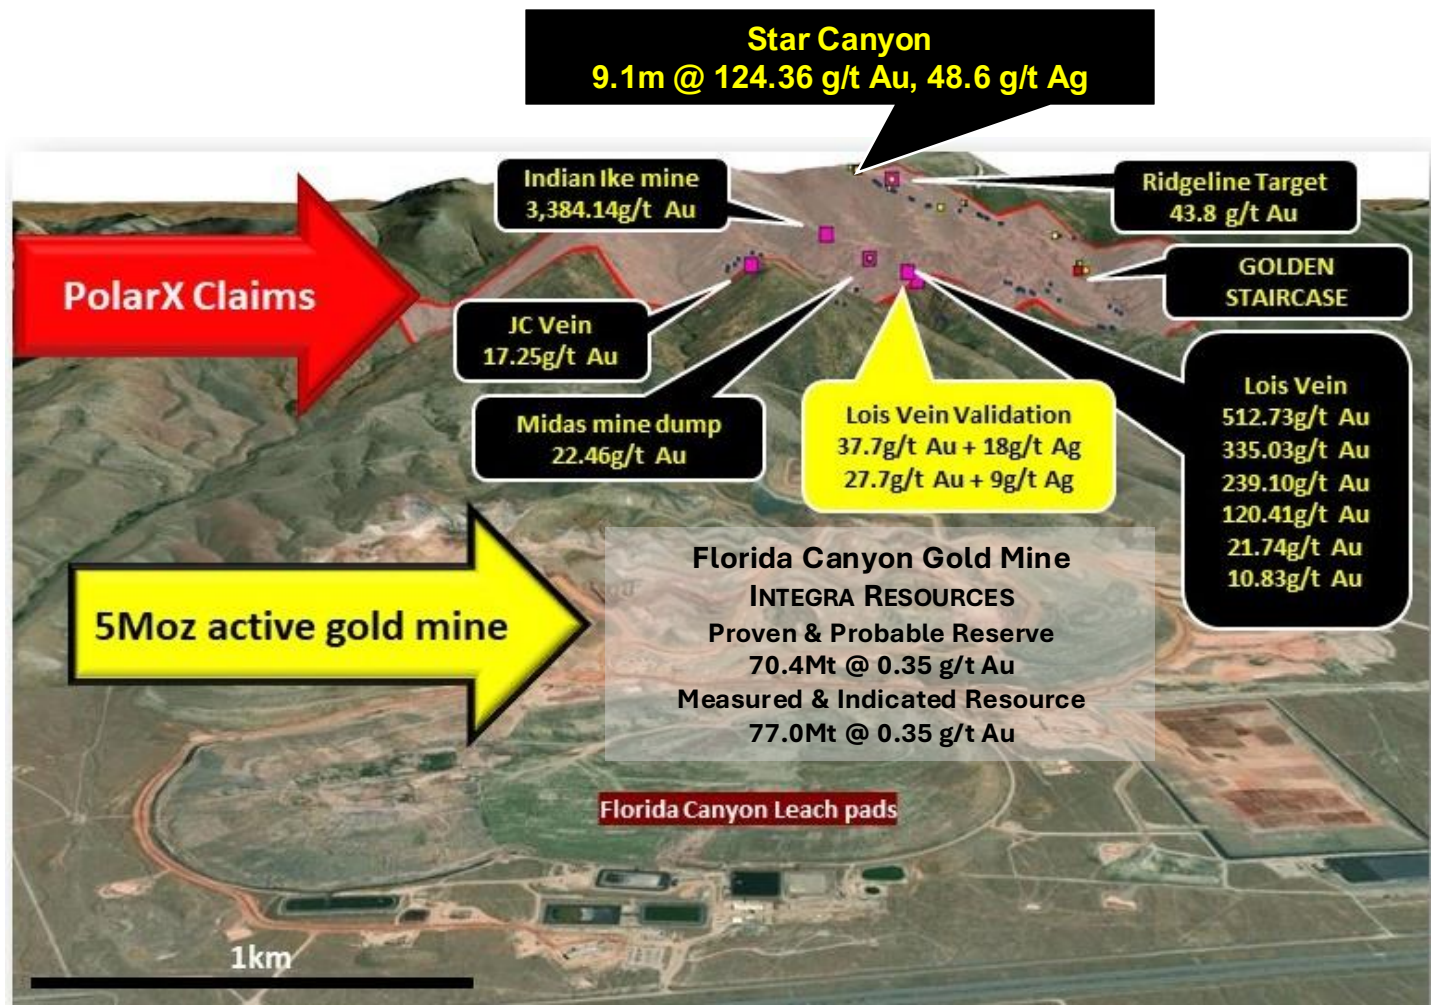 Star Canyon
9.1m @ 124.36 g/t Au, 48.6 g/t Ag
Indian Ike mine
3,384.14g/t Au
Ridgeline Target
43.8 g/t Au
PolarX Claims
GOLDEN
STAIRCASE
JC Vein
17.25g/t Au
Midas mine dump
22.46g/t Au
Lois Vein Validation
37.7g/t Au + 18g/t Ag
27.7g/t Au + 9g/t Ag
Lois Vein
512.73g/t Au
335.03g/t Au
239.10g/t Au
120.41g/t Au
21.74g/t Au
10.83g/t Au
5Moz active gold mine
Florida Canyon Gold Mine
INTEGRA RESOURCES
Proven & Probable Reserve
70.4Mt @ 0.35 g/t Au
Measured & Indicated Resource
77.0Mt @ 0.35 g/t Au
Florida Canyon Leach pads
1km